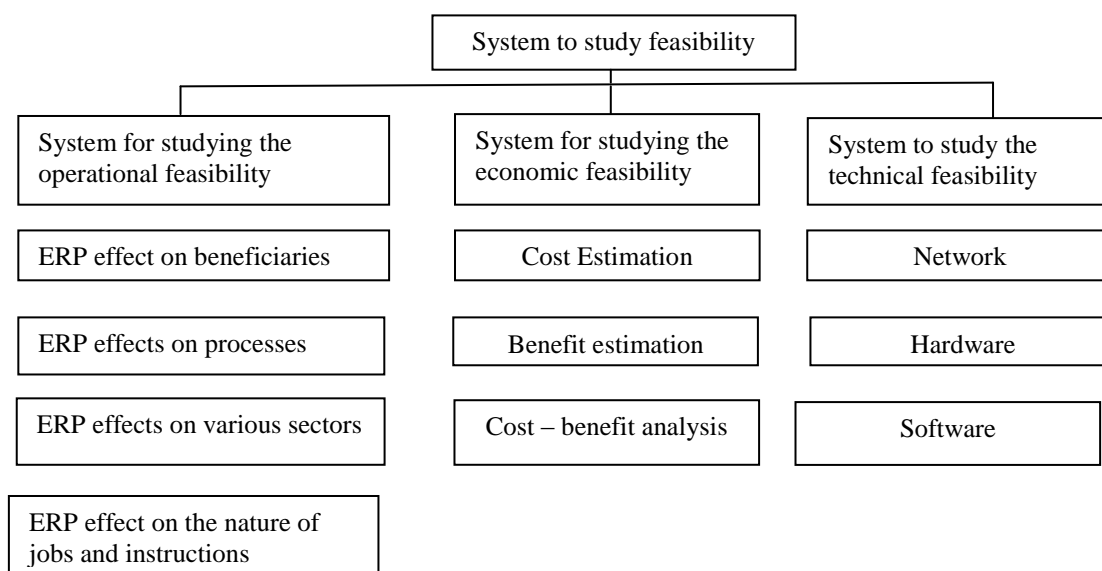 System to study feasibility
System for studying the
operational feasibility
System for studying the
economic feasibility
System to study the
technical feasibility
ERP effect on beneficiaries
Cost Estimation
Network
ERP effects on processes
Benefit estimation
Hardware
ERP effects on various sectors
Cost – benefit analysis
Software
ERP effect on the nature of
jobs and instructions